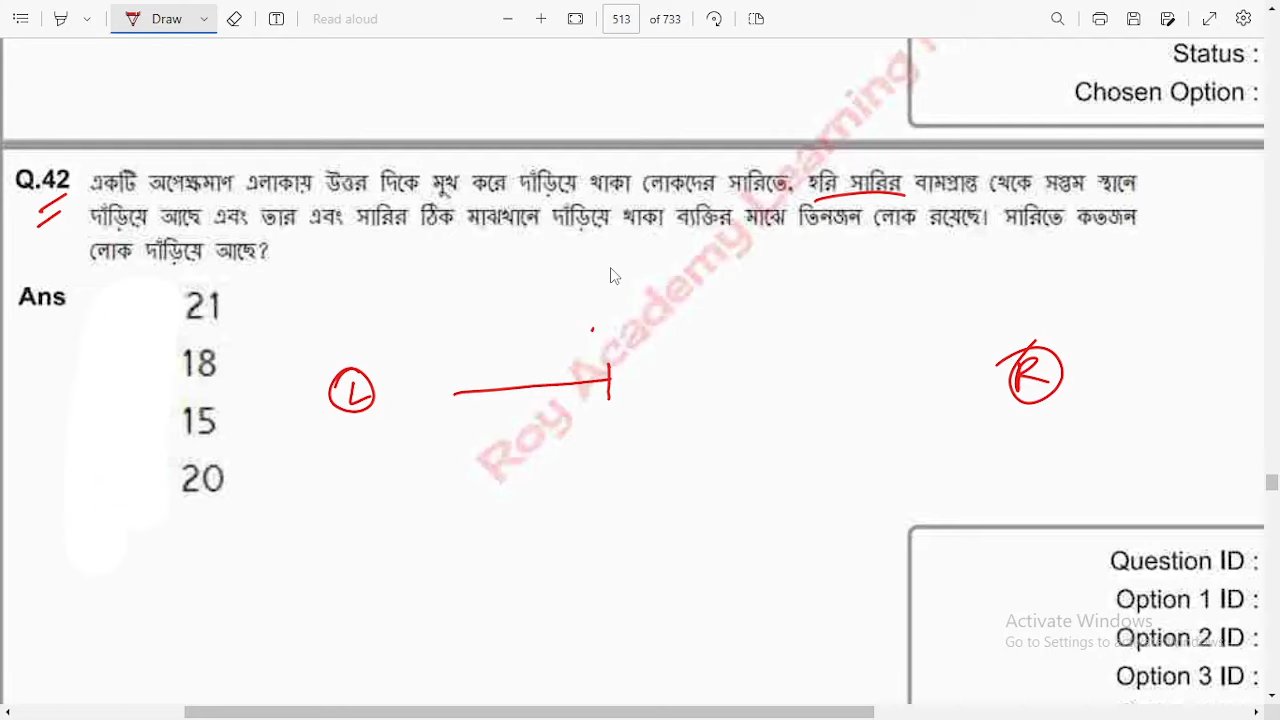 Draw
Read aloud
513 of 733
Status :
Chosen Option :
Q.42 একটি অপেক্ষমাণ এলাকায় উত্তর দিকে মুখ করে দাঁড়িয়ে থাকা লোকদের সারিতে, হরি সারির বামপ্রান্ত থেকে সপ্তম স্থানে
দাঁড়িয়ে আছে এবং তার এবং সারির ঠিক মাঝখানে দাঁড়িয়ে থাকা ব্যক্তির মাঝে তিনজন লোক রয়েছে। সারিতে কতজন
লোক দাঁড়িয়ে আছে?
Ans 21
18
15
20
L
R
Roy Academy Learning
Question ID :
Option 1 ID :
Activate Windows
Go to Settings to activate Windows.
Option 2 ID :
Option 3 ID :